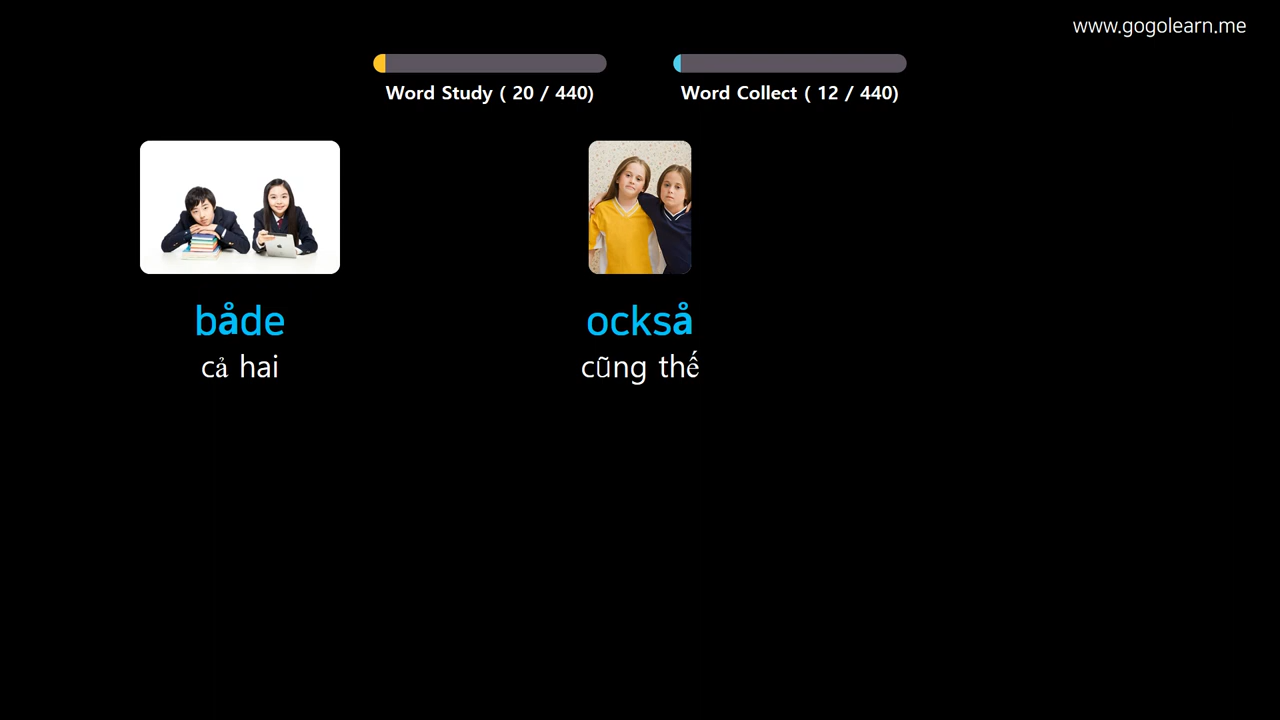 www.gogolearn.me
Word Study ( 20 / 440)
Word Collect ( 12 / 440)
både
också
cả hai
cũng thế